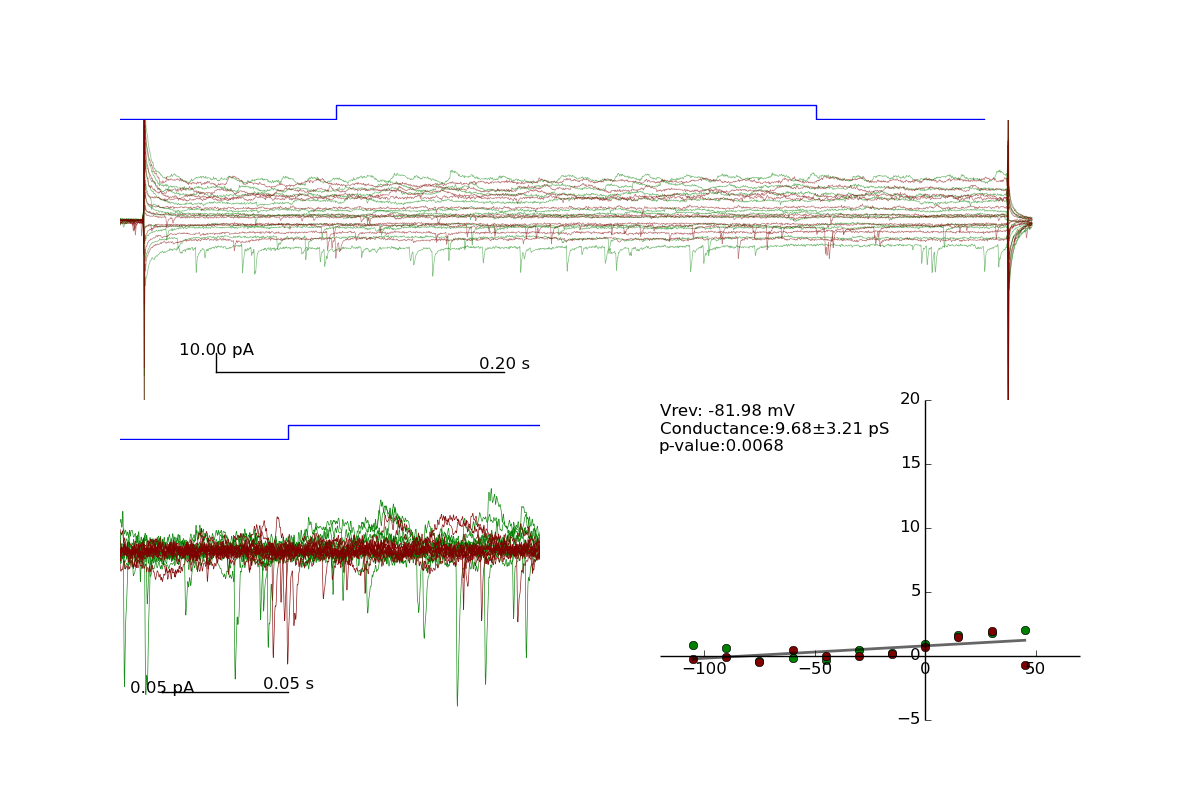 10.00 pA
0.20 s
Vrev: -81.98 mV
Conductance:9.68±3.21 pS
p-value:0.0068
20
15
10
5
0
−5
−100
−50
0
50
0.05 pA
0.05 s